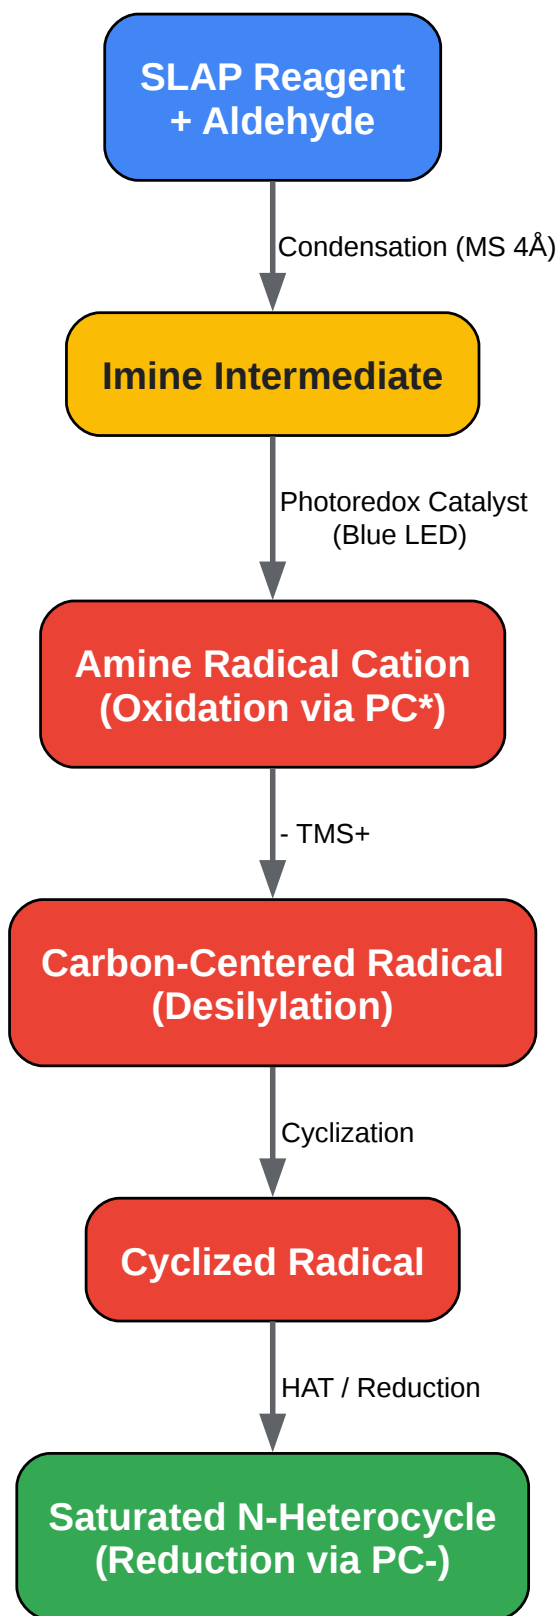 SLAP Reagent
+ Aldehyde
Condensation (MS 4Å)
Imine Intermediate
Photoredox Catalyst
(Blue LED)
Amine Radical Cation
(Oxidation via PC*)
- TMS+
Carbon-Centered Radical
(Desilylation)
Cyclization
Cyclized Radical
HAT / Reduction
Saturated N-Heterocycle
(Reduction via PC-)